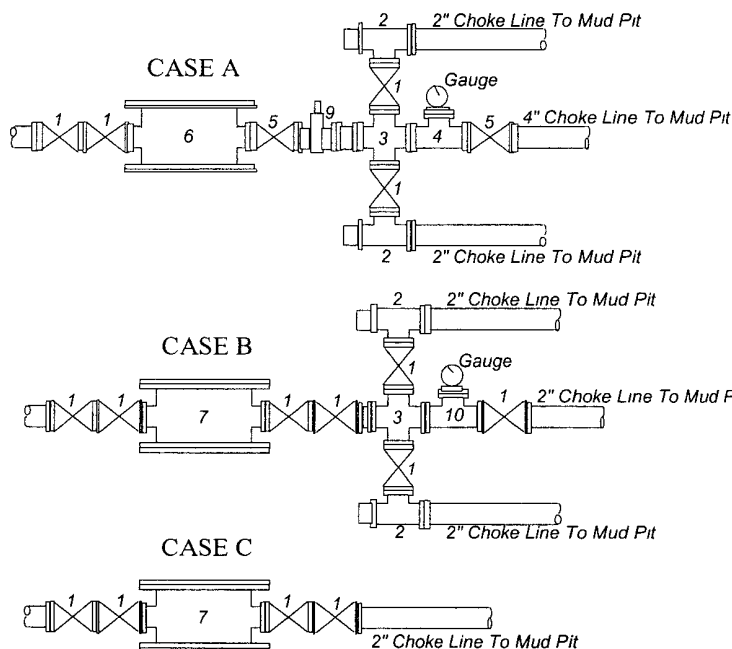 2 2" Choke Line To Mud Pit
CASE A
1 Gauge
1 1 6 5 9 3 4 5 4" Choke Line To Mud Pit
1
2 2" Choke Line To Mud Pit
2 2" Choke Line To Mud Pit
CASE B
1 Gauge
1 1 7 1 1 3 10 1 2" Choke Line To Mud P
1
2 2" Choke Line To Mud Pit
CASE C
1 1 7 1 1
2" Choke Line To Mud Pit